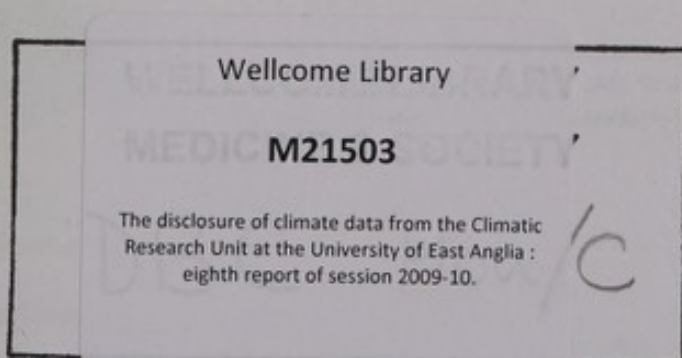 Wellcome Library
M21503
The disclosure of climate data from the Climatic
Research Unit at the University of East Anglia :
eighth report of session 2009-10.
/C